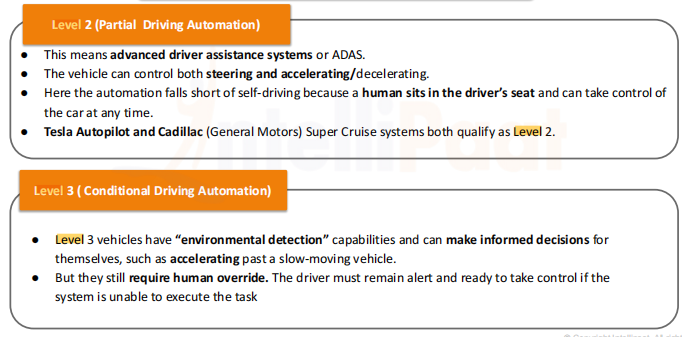 Level 2 (Partial Driving Automation)
● This means advanced driver assistance systems or ADAS.
● The vehicle can control both steering and accelerating/decelerating.
● Here the automation falls short of self-driving because a human sits in the driver's seat and can take control of
the car at any time.
● Tesla Autopilot and Cadillac (General Motors) Super Cruise systems both qualify as Level 2.
IntelliPaat
Level 3 ( Conditional Driving Automation)
● Level 3 vehicles have “environmental detection” capabilities and can make informed decisions for
themselves, such as accelerating past a slow-moving vehicle.
● But they still require human override. The driver must remain alert and ready to take control if the
system is unable to execute the task